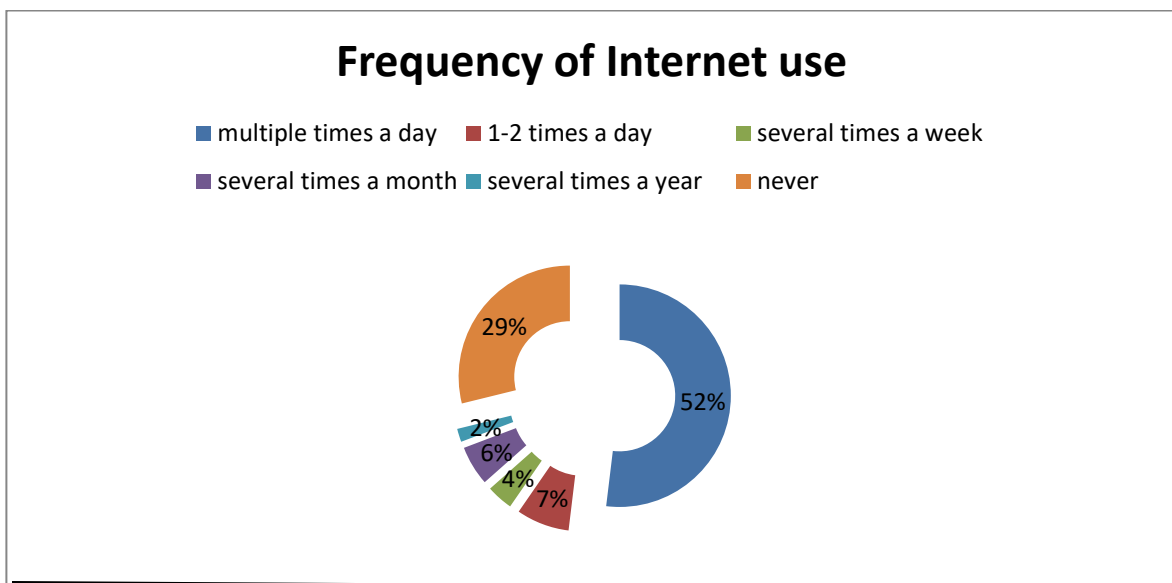 Frequency of Internet use
multiple times a day 1-2 times a day several times a week
several times a month several times a year never
29%
52%
2%
6%
4%
7%